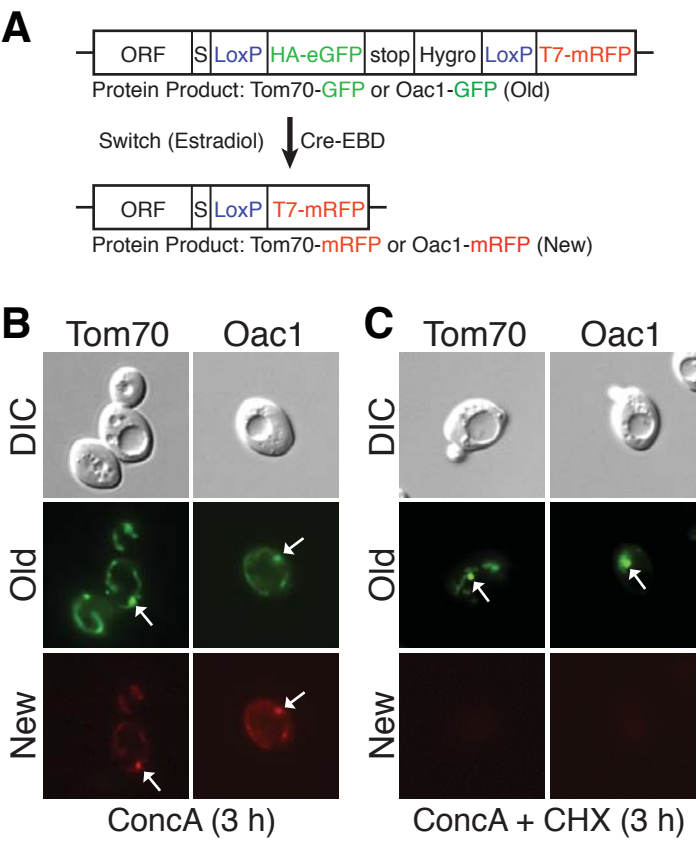 A
ORF S LoxP HA-eGFP stop Hygro LoxP T7-mRFP
Protein Product: Tom70-GFP or Oac1-GFP (Old)
Switch (Estradiol) Cre-EBD
ORF S LoxP T7-mRFP
Protein Product: Tom70-mRFP or Oac1-mRFP (New)
B
Tom70 Oac1
DIC
Old
New
ConcA (3 h)
C
Tom70 Oac1
DIC
Old
New
ConcA + CHX (3 h)